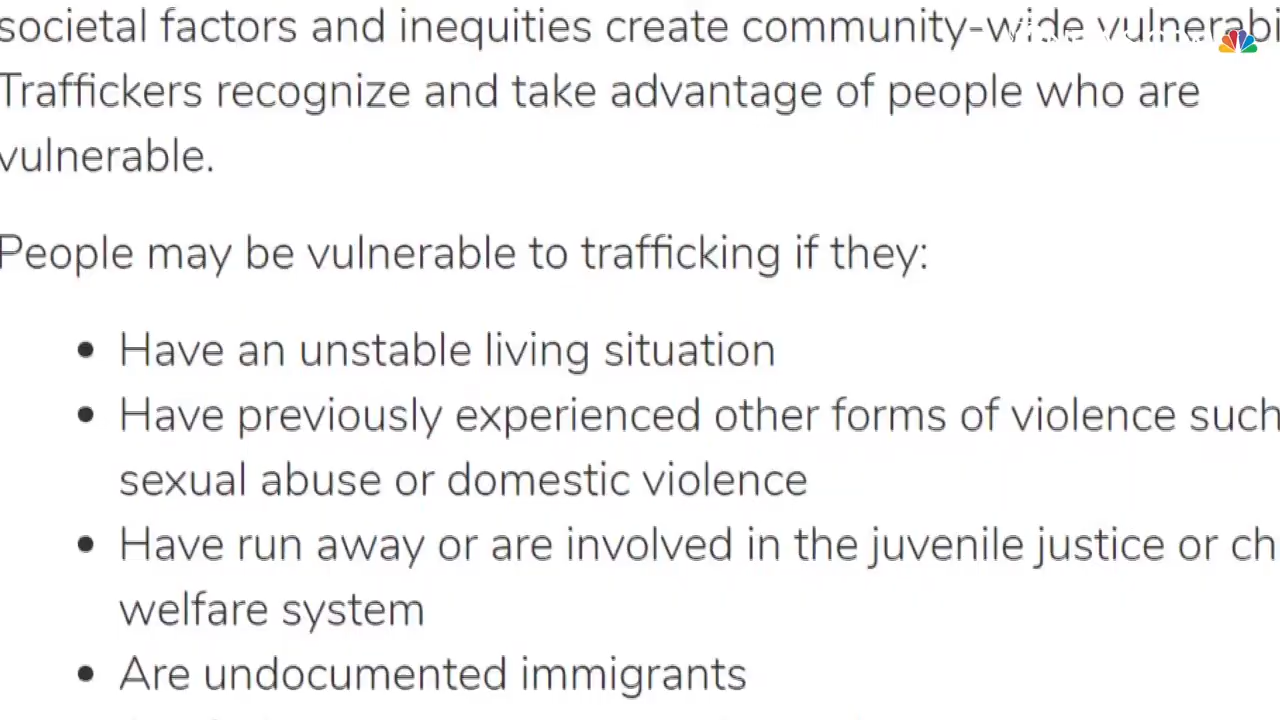 societal factors and inequities create community-wide vulnerabi
Traffickers recognize and take advantage of people who are
vulnerable.
People may be vulnerable to trafficking if they:
• Have an unstable living situation
• Have previously experienced other forms of violence such
sexual abuse or domestic violence
• Have run away or are involved in the juvenile justice or ch
welfare system
• Are undocumented immigrants